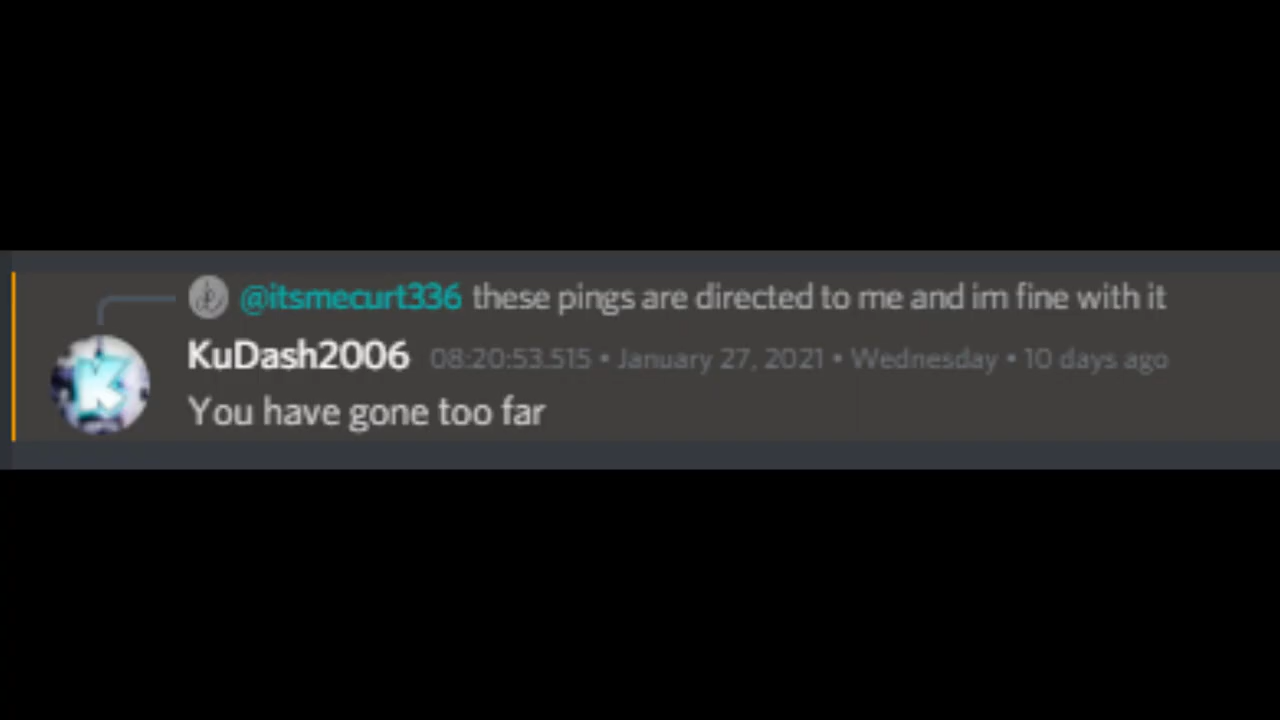 @itsmecurt336 these pings are directed to me and im fine with it
KuDash2006 08:20:53.515 • January 27, 2021 • Wednesday • 10 days ago
You have gone too far